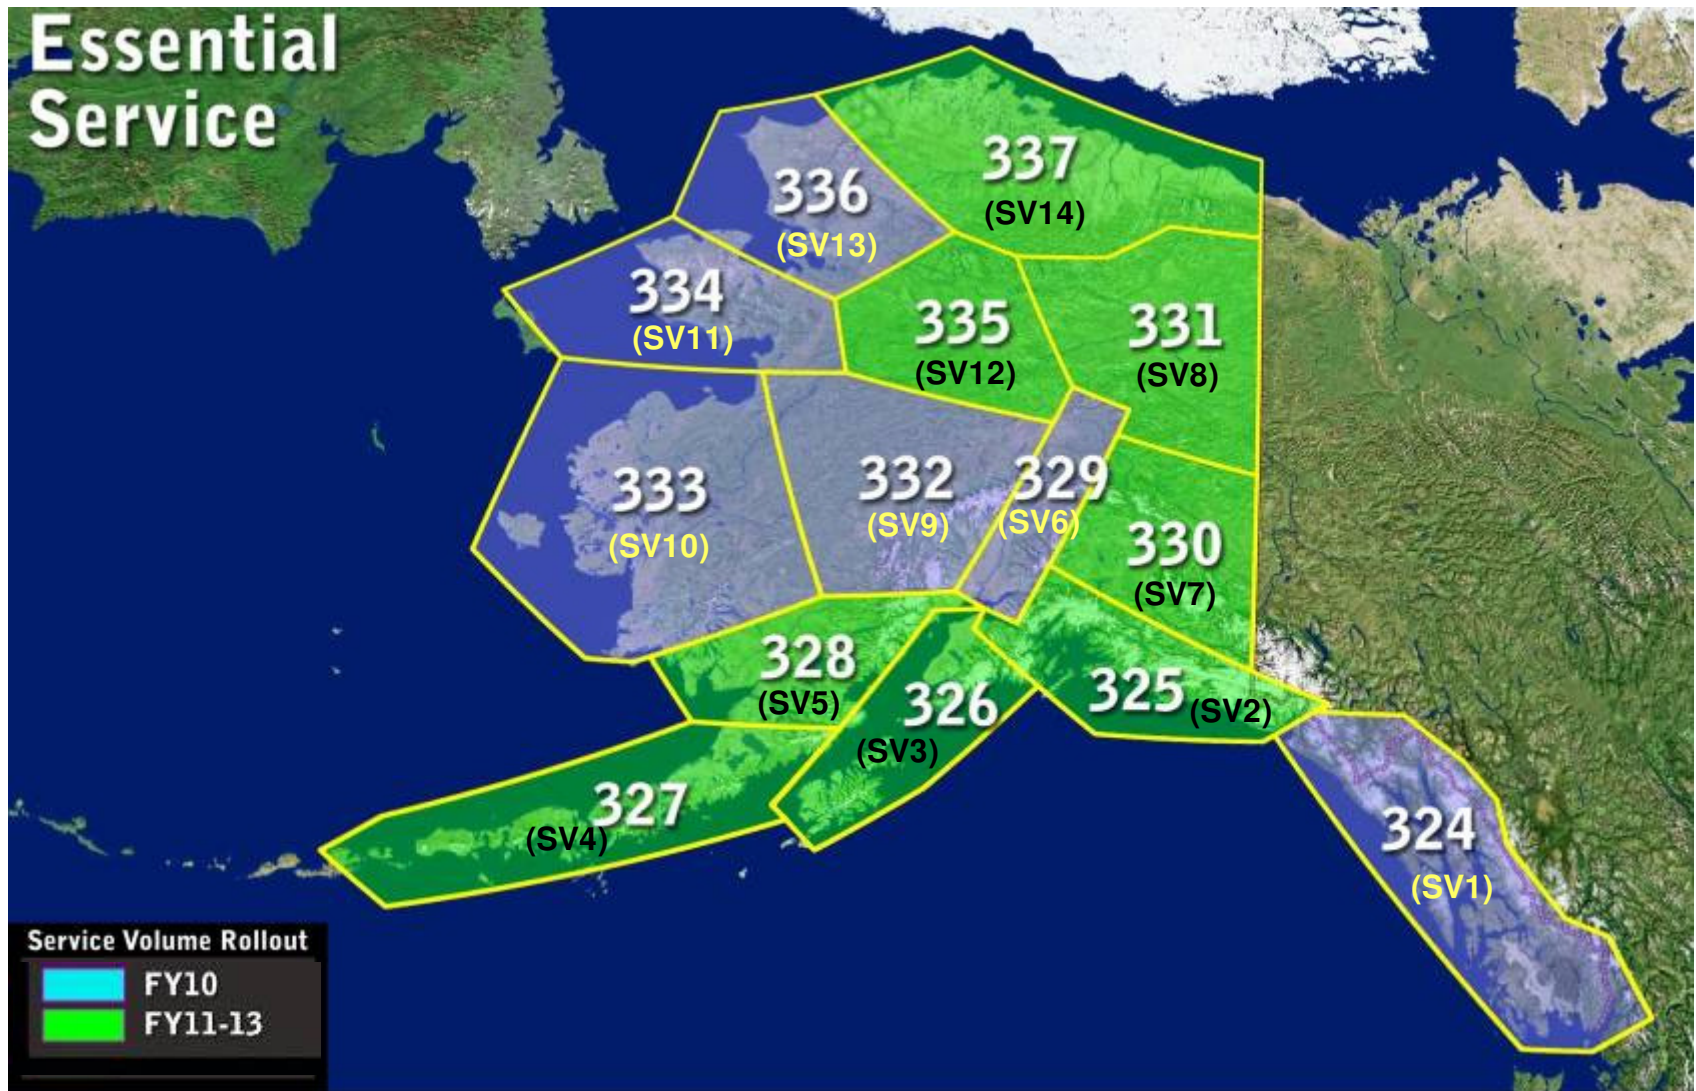 Essential
Service
337
(SV14)
336
(SV13)
334
(SV11)
335
(SV12)
331
(SV8)
333
(SV10)
332
(SV9)
329
(SV6)
330
(SV7)
328
(SV5)
326
(SV3)
325 (SV2)
327
(SV4)
324
(SV1)
Service Volume Rollout
FY10
FY11-13